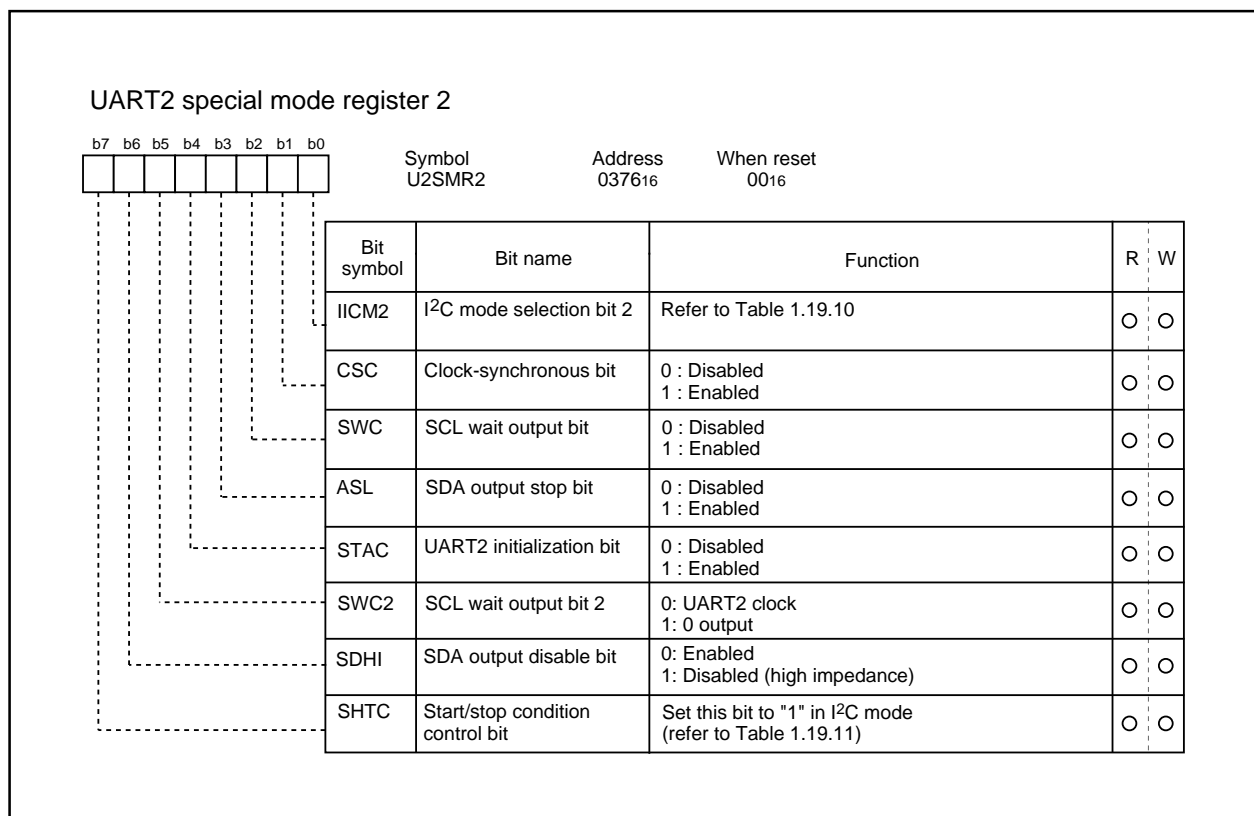 UART2 special mode register 2
b7 b6 b5 b4 b3 b2 b1 b0
Symbol Address When reset
U2SMR2 037616 0016
Bit symbol Bit name Function R W
IICM2 I2C mode selection bit 2 Refer to Table 1.19.10
CSC Clock-synchronous bit 0 : Disabled
1 : Enabled
SWC SCL wait output bit 0 : Disabled
1 : Enabled
ASL SDA output stop bit 0 : Disabled
1 : Enabled
STAC UART2 initialization bit 0 : Disabled
1 : Enabled
SWC2 SCL wait output bit 2 0: UART2 clock
1: 0 output
SDHI SDA output disable bit 0: Enabled
1: Disabled (high impedance)
SHTC Start/stop condition Set this bit to "1" in I2C mode
control bit (refer to Table 1.19.11)